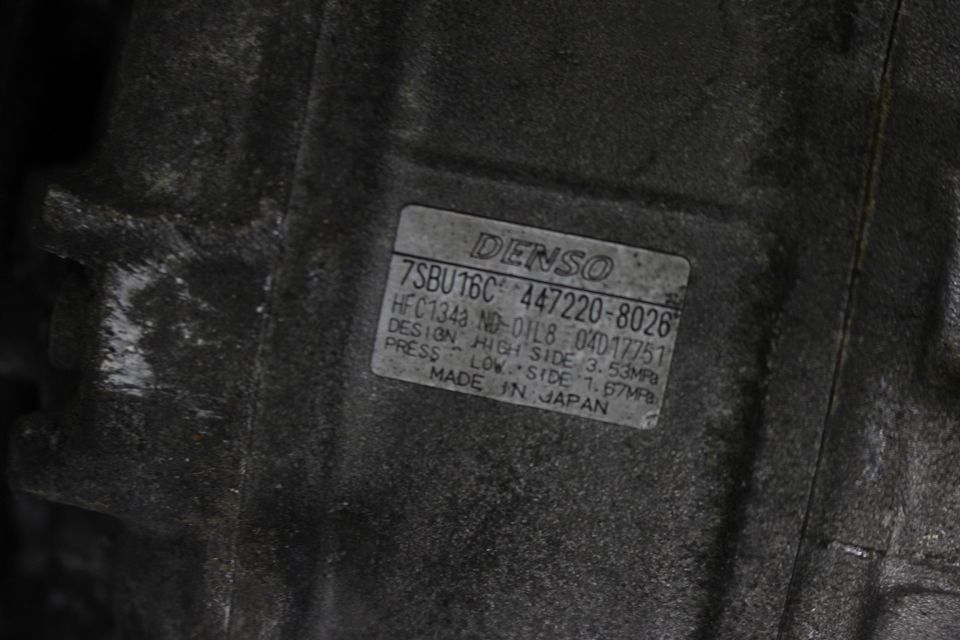 DENSO
7SBU16C 447220-8026
HFC134a ND-OIL8 04D17751
DESIGN HIGH SIDE 3.53MPa
PRESS LOW SIDE 1.67MPa
MADE IN JAPAN